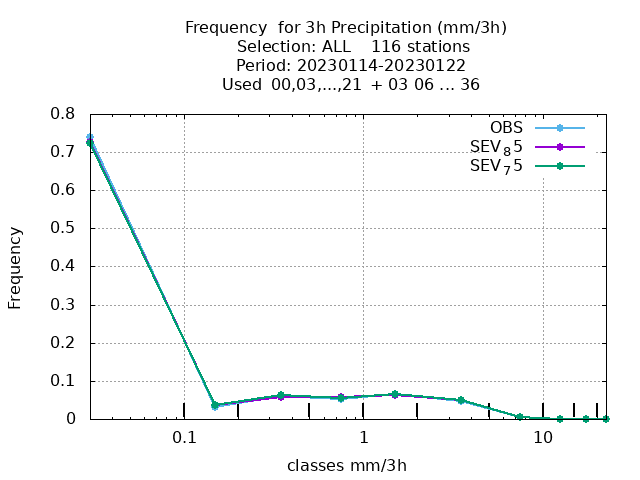 Frequency  for 3h Precipitation (mm/3h)
Selection: ALL    116 stations
Period: 20230114-20230122
Used  00,03,...,21  + 03 06 ... 36
0.8
0.7
0.6
0.5
0.4
0.3
0.2
0.1
0
Frequency
OBS
SEV₈5
SEV₇5
0.1 1 10
classes mm/3h